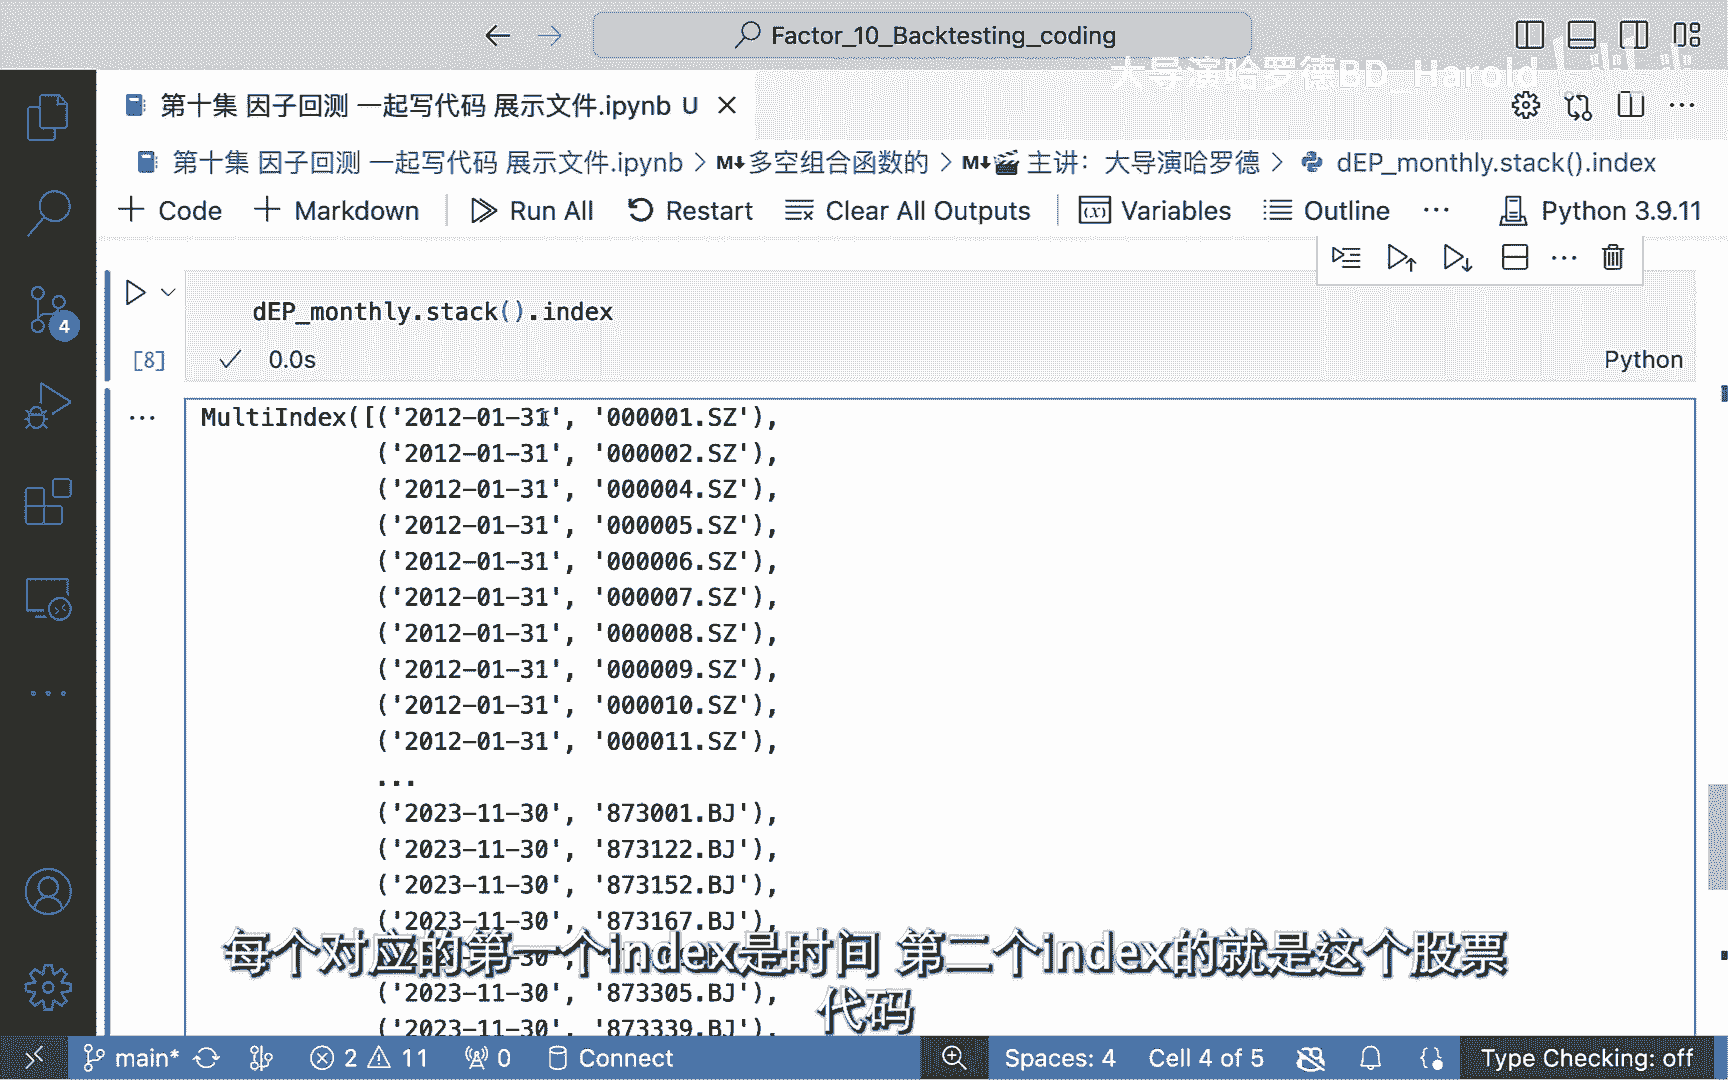 Factor_10_Backtesting_coding
大导演哈罗德BD_Harold
第十集 因子回测 一起写代码 展示文件.ipynb U
第十集 因子回测 一起写代码 展示文件.ipynb > M↓多空组合函数的 > M↓🎬 主讲：大导演哈罗德 > dEP_monthly.stack().index
+ Code + Markdown Run All Restart Clear All Outputs Variables Outline ... Python 3.9.11
dEP_monthly.stack().index
[8] ✓ 0.0s Python
MultiIndex([('2012-01-31', '000001.SZ'),
('2012-01-31', '000002.SZ'),
('2012-01-31', '000004.SZ'),
('2012-01-31', '000005.SZ'),
('2012-01-31', '000006.SZ'),
('2012-01-31', '000007.SZ'),
('2012-01-31', '000008.SZ'),
('2012-01-31', '000009.SZ'),
('2012-01-31', '000010.SZ'),
('2012-01-31', '000011.SZ'),
...
('2023-11-30', '873001.BJ'),
('2023-11-30', '873122.BJ'),
('2023-11-30', '873152.BJ'),
('2023-11-30', '873167.BJ'),
每个对应的第一个index是时间 第二个index的就是这个股票
代码
('2023-11-30', '873305.BJ'),
('2023-11-30', '873339.BJ'),
4
main* 2 11 0 Connect Spaces: 4 Cell 4 of 5 Type Checking: off